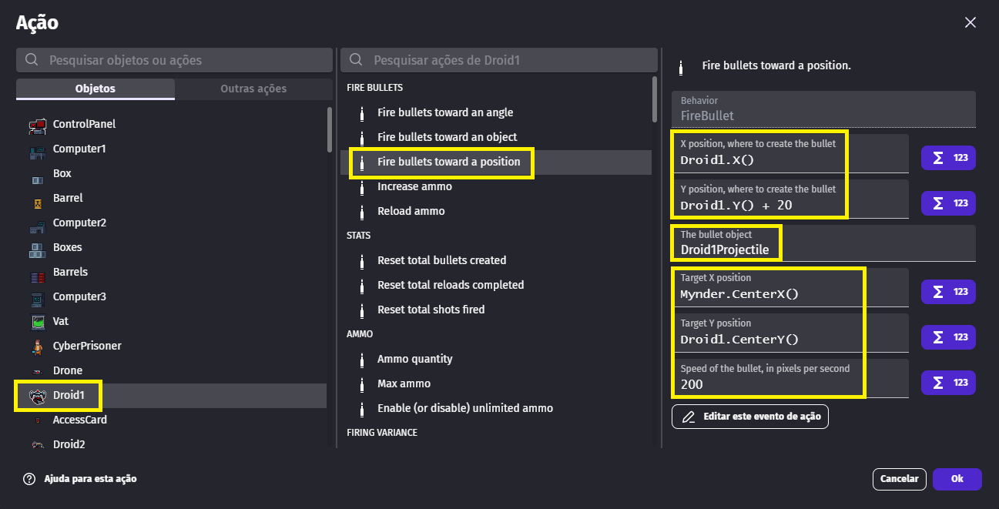 Ação
Pesquisar objetos ou ações
Objetos
Outras ações
ControlPanel
Computer1
Box
Barrel
Computer2
Boxes
Barrels
Computer3
Vat
CyberPrisoner
Drone
Droid1
AccessCard
Droid2
Pesquisar ações de Droid1
FIRE BULLETS
Fire bullets toward an angle
Fire bullets toward an object
Fire bullets toward a position
Increase ammo
Reload ammo
STATS
Reset total bullets created
Reset total reloads completed
Reset total shots fired
AMMO
Ammo quantity
Max ammo
Enable (or disable) unlimited ammo
FIRING VARIANCE
Fire bullets toward a position.
Behavior
FireBullet
X position, where to create the bullet
Droid1.X()
Σ 123
Y position, where to create the bullet
Droid1.Y() + 20
Σ 123
The bullet object
Droid1Projectile
Target X position
Mynder.CenterX()
Σ 123
Target Y position
Droid1.CenterY()
Σ 123
Speed of the bullet, in pixels per second
200
Σ 123
Editar este evento de ação
Ajuda para esta ação
Cancelar
Ok